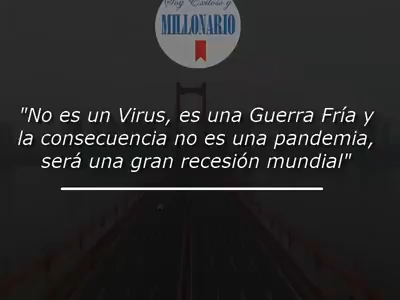 Soy Exitoso y
MILLONARIO
"No es un Virus, es una Guerra Fría y
la consecuencia no es una pandemia,
será una gran recesión mundial"